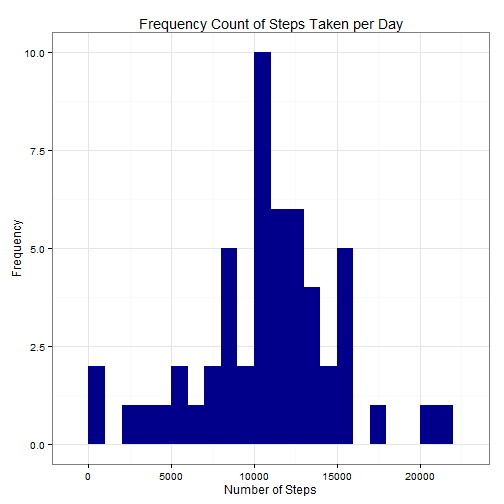 Frequency Count of Steps Taken per Day
10.0
7.5
5.0
2.5
0.0
Frequency
0 5000 10000 15000 20000
Number of Steps